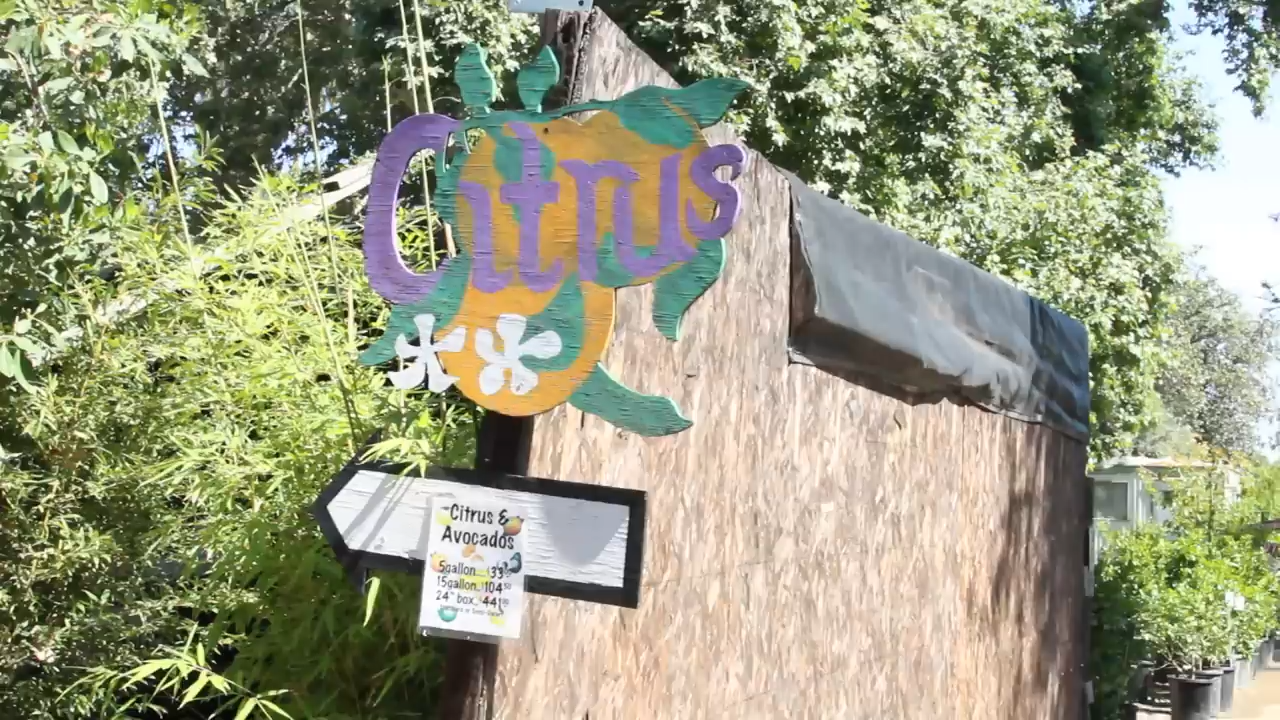 Citrus
Citrus &
Avocados
5gallon...$33
15gallon..$104
24" box..$441